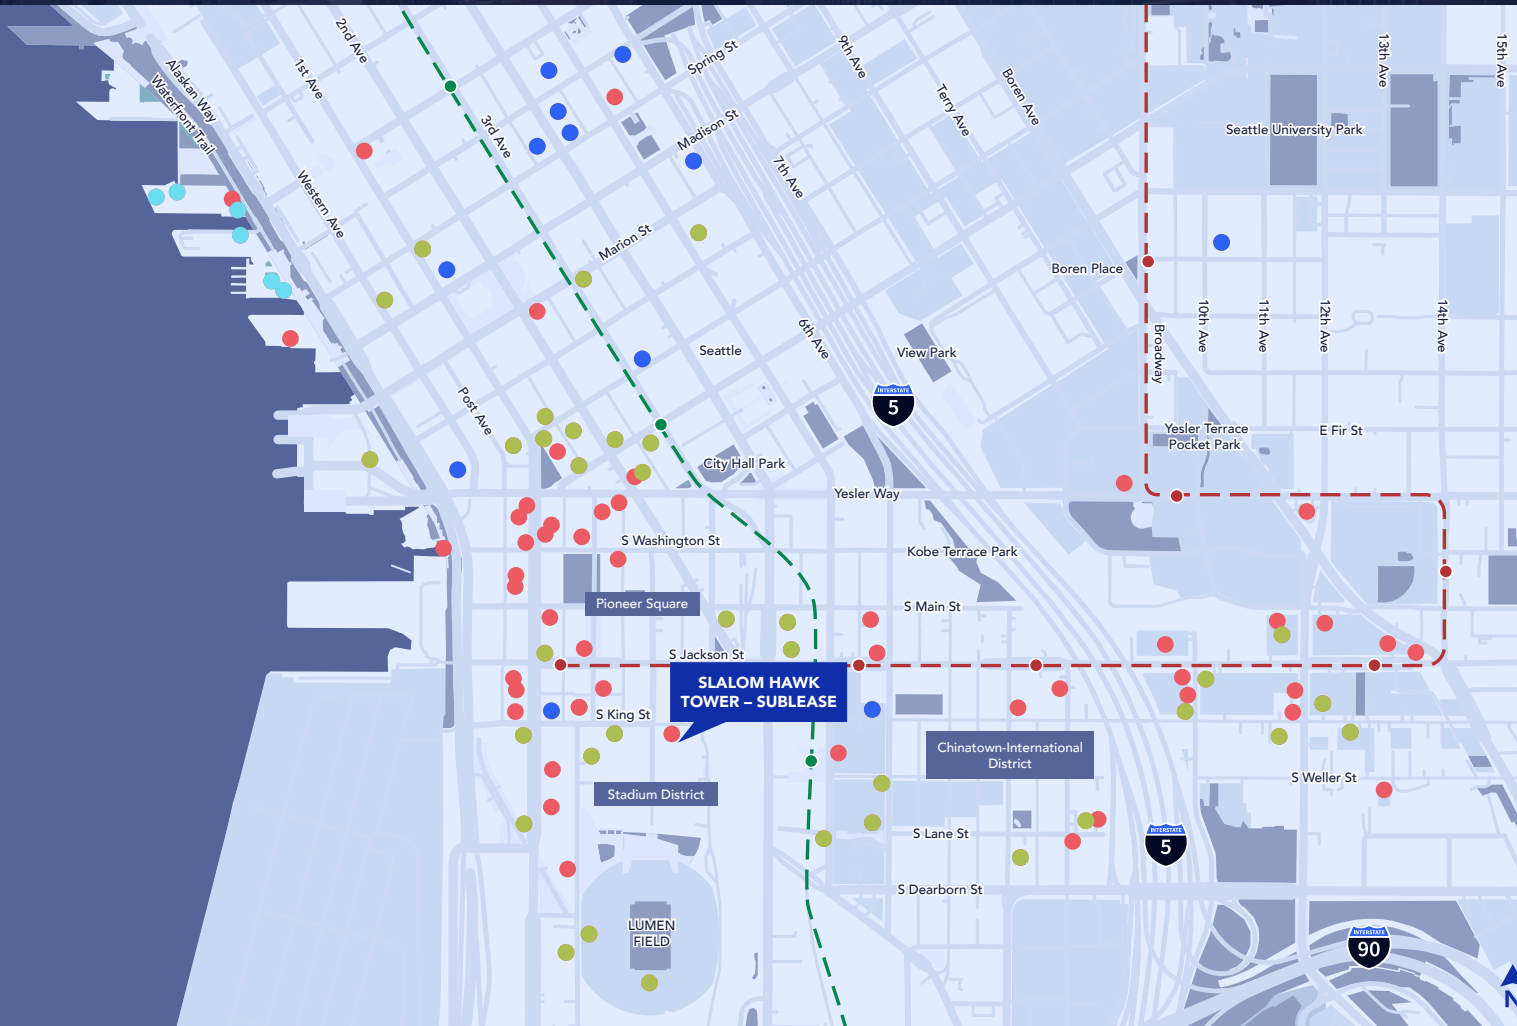 2nd Ave
1st Ave
Alaskan Way
Waterfront Trail
Western Ave
3rd Ave
Spring St
Madison St
7th Ave
9th Ave
Terry Ave
Boren Ave
13th Ave
15th Ave
Seattle University Park
Marion St
Boren Place
6th Ave
Seattle
View Park
INTERSTATE
5
Broadway
10th Ave
11th Ave
12th Ave
14th Ave
Post Ave
City Hall Park
Yesler Terrace
Pocket Park
E Fir St
Yesler Way
S Washington St
Kobe Terrace Park
Pioneer Square
S Main St
S Jackson St
SLALOM HAWK
TOWER – SUBLEASE
S King St
Chinatown-International
District
Stadium District
S Weller St
S Lane St
INTERSTATE
5
S Dearborn St
LUMEN
FIELD
INTERSTATE
90
N